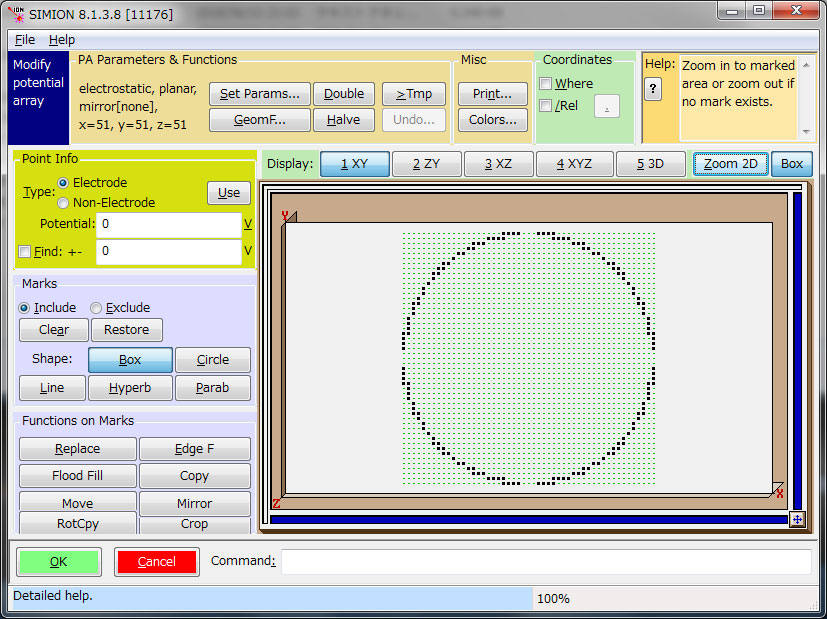 SIMION 8.1.3.8 [11176]
File Help
Modify potential array
PA Parameters & Functions
electrostatic, planar,
mirror[none],
x=51, y=51, z=51
Set Params... Double >Tmp
GeomF... Halve Undo...
Misc
Print...
Colors...
Coordinates
Where
/Rel .
Help:
?
Zoom in to marked
area or zoom out if
no mark exists.
Point Info
Type: Electrode
Non-Electrode
Use
Potential: 0 V
Find: +- 0 V
Display: 1 XY 2 ZY 3 XZ 4 XYZ 5 3D Zoom 2D Box
Marks
Include Exclude
Clear Restore
Shape: Box Circle
Line Hyperb Parab
Functions on Marks
Replace Edge F
Flood Fill Copy
Move Mirror
RotCpy Crop
Y
Z
X
OK Cancel Command:
Detailed help. 100%